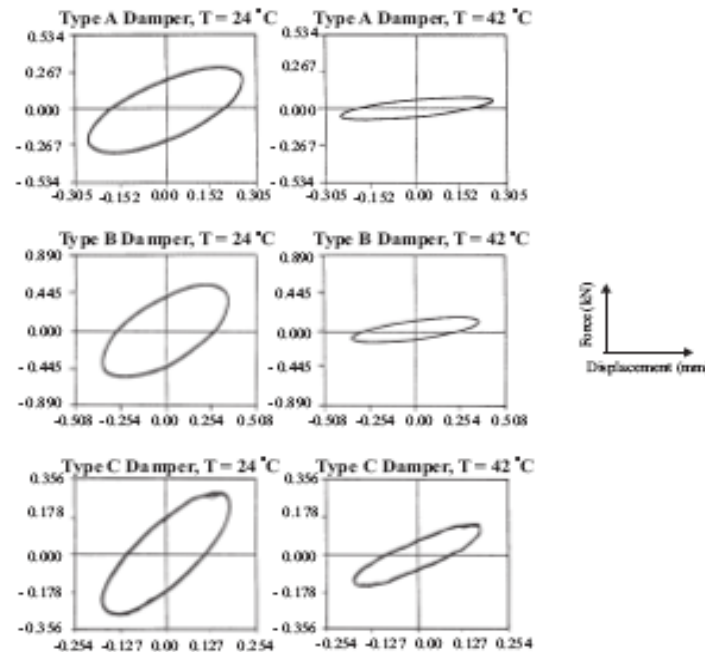 Type A Damper, T = 24 °C
0.534
0.267
0.000
- 0.267
- 0.534
-0.305 -0.152 0.00 0.152 0.305
Type A Damper, T = 42 °C
0.534
0.267
0.000
-0.267
-0.534
-0.305 -0.152 0.00 0.152 0.305
Type B Damper, T = 24 °C
0.890
0.445
0.000
- 0.445
-0.890
-0.508 -0.254 0.00 0.254 0.508
Type B Damper, T = 42 °C
0.890
0.445
0.000
-0.445
-0.890
-0.508 -0.254 0.00 0.254 0.508
Force (kN)
Displacement (mm
Type C Damper, T = 24 °C
0.356
0.178
0.000
- 0.178
-0.356
-0.254 -0.127 0.00 0.127 0.254
Type C Damper, T = 42 °C
0.356
0.178
0.000
-0.178
-0.356
-0.254 -0.127 0.00 0.127 0.254